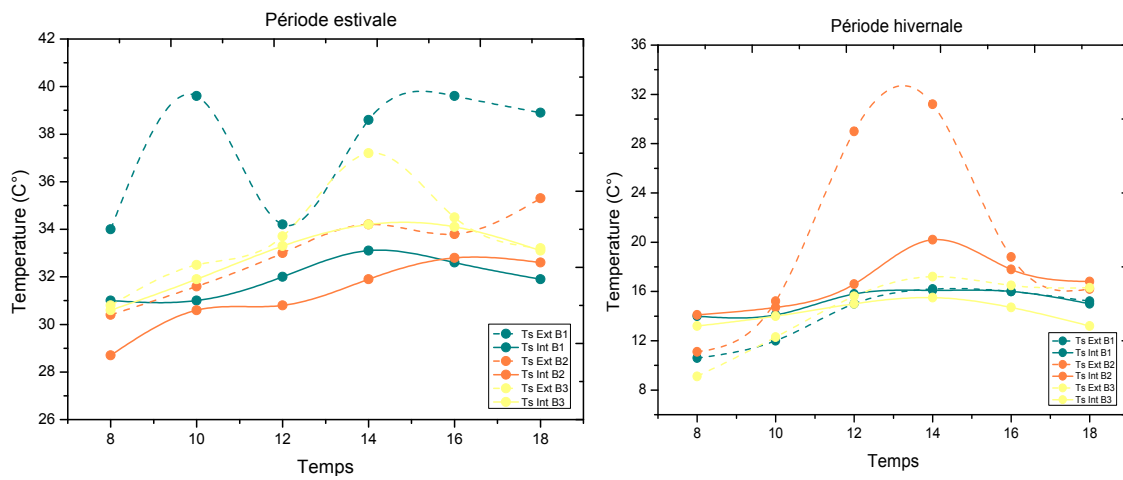 Période estivale
42
40
38
36
34
32
30
28
26
Temperature (C°)
8 10 12 14 16 18
Temps
Ts Ext B1
Ts Int B1
Ts Ext B2
Ts Int B2
Ts Ext B3
Ts Int B3
Période hivernale
36
32
28
24
20
16
12
8
Temperature (C°)
8 10 12 14 16 18
Temps
Ts Ext B1
Ts Int B1
Ts Ext B2
Ts Int B2
Ts Ext B3
Ts Int B3